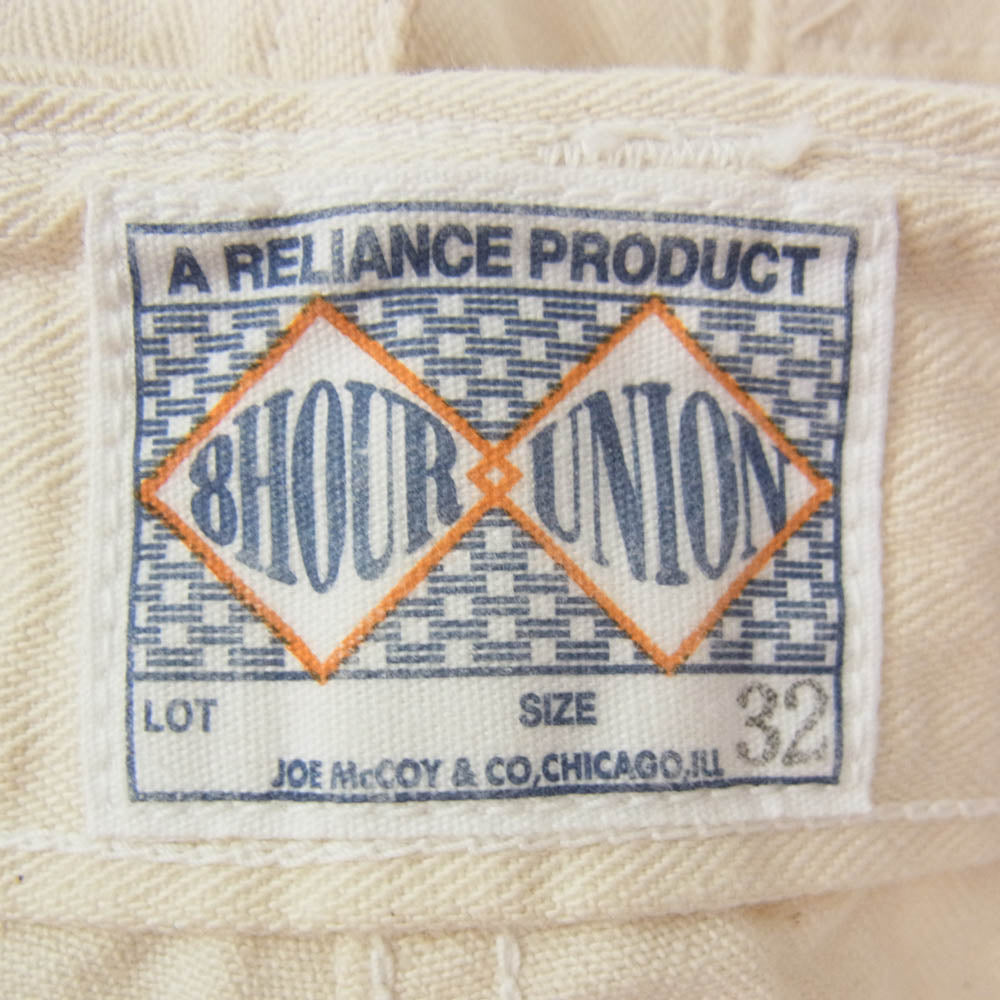 A RELIANCE PRODUCT
8HOUR UNION
LOT SIZE 32
JOE McCOY & CO,CHICAGO,ILL